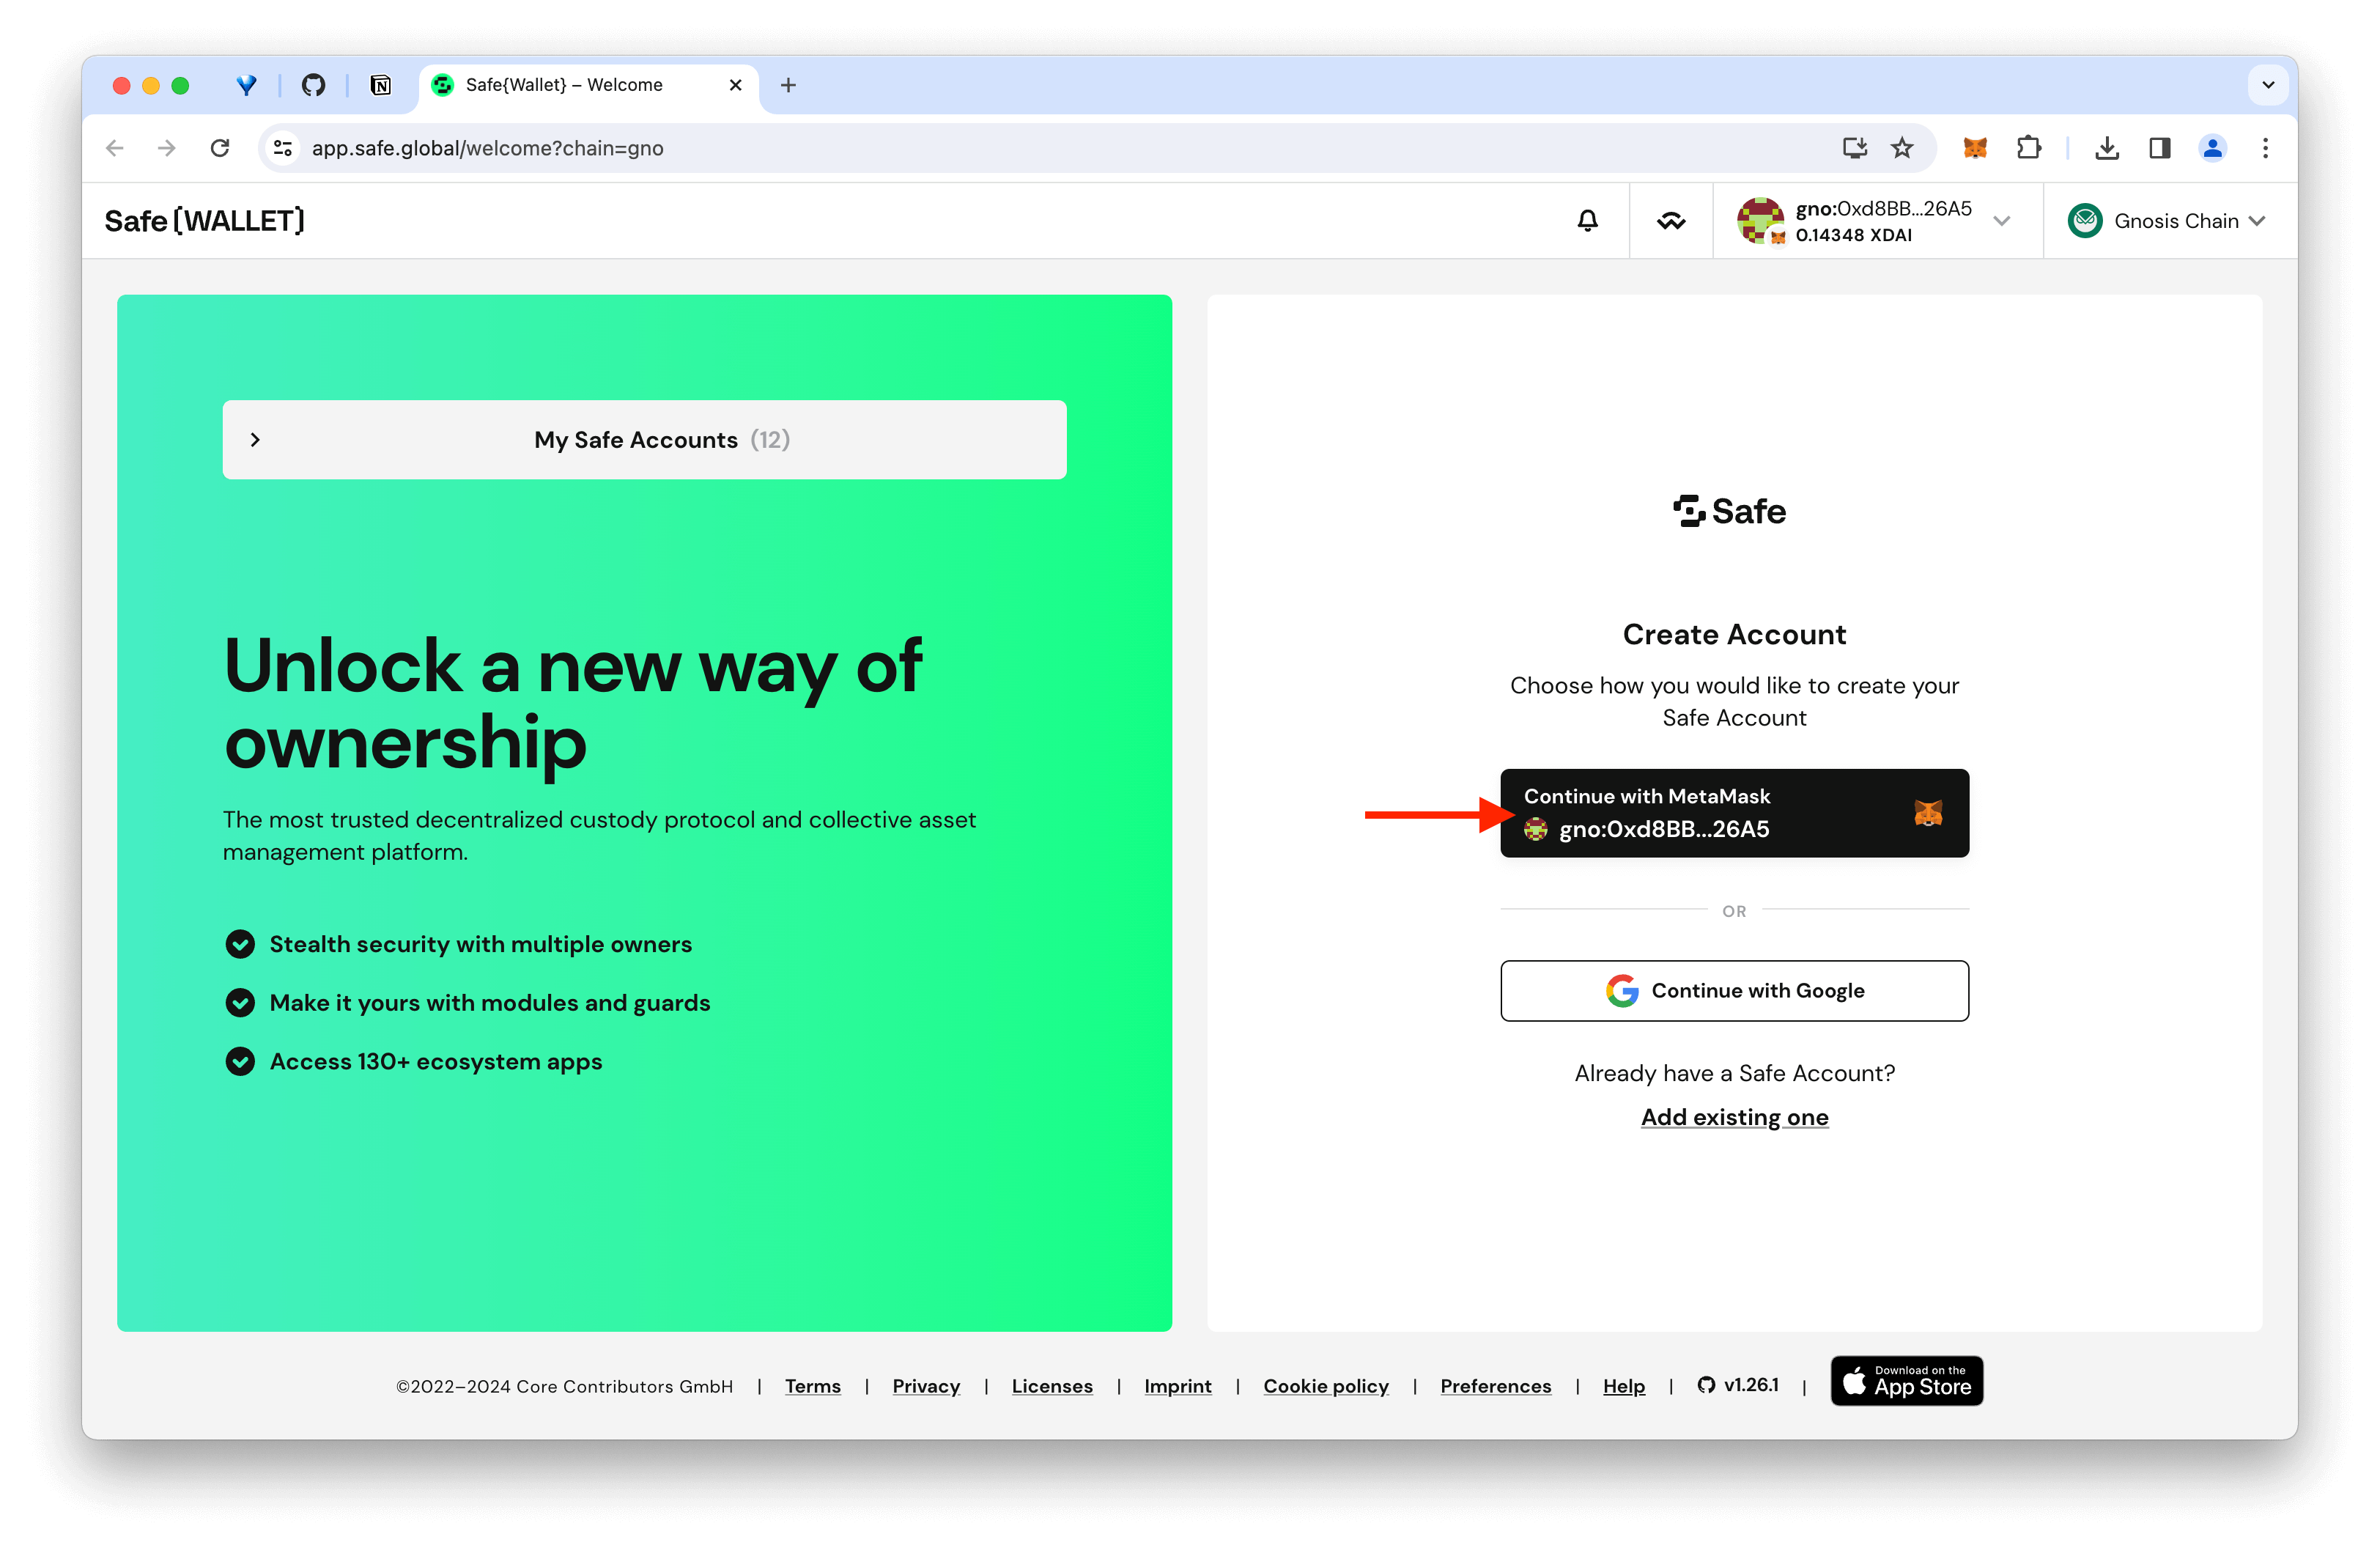 Safe{Wallet} – Welcome
app.safe.global/welcome?chain=gno
Safe{WALLET}
gno:0xd8BB...26A5
0.14348 XDAI
Gnosis Chain
My Safe Accounts (12)
Unlock a new way of
ownership
The most trusted decentralized custody protocol and collective asset
management platform.
Stealth security with multiple owners
Make it yours with modules and guards
Access 130+ ecosystem apps
Safe
Create Account
Choose how you would like to create your
Safe Account
Continue with MetaMask
gno:0xd8BB...26A5
OR
Continue with Google
Already have a Safe Account?
Add existing one
©2022–2024 Core Contributors GmbH | Terms | Privacy | Licenses | Imprint | Cookie policy | Preferences | Help | v1.26.1 |
Download on the
App Store